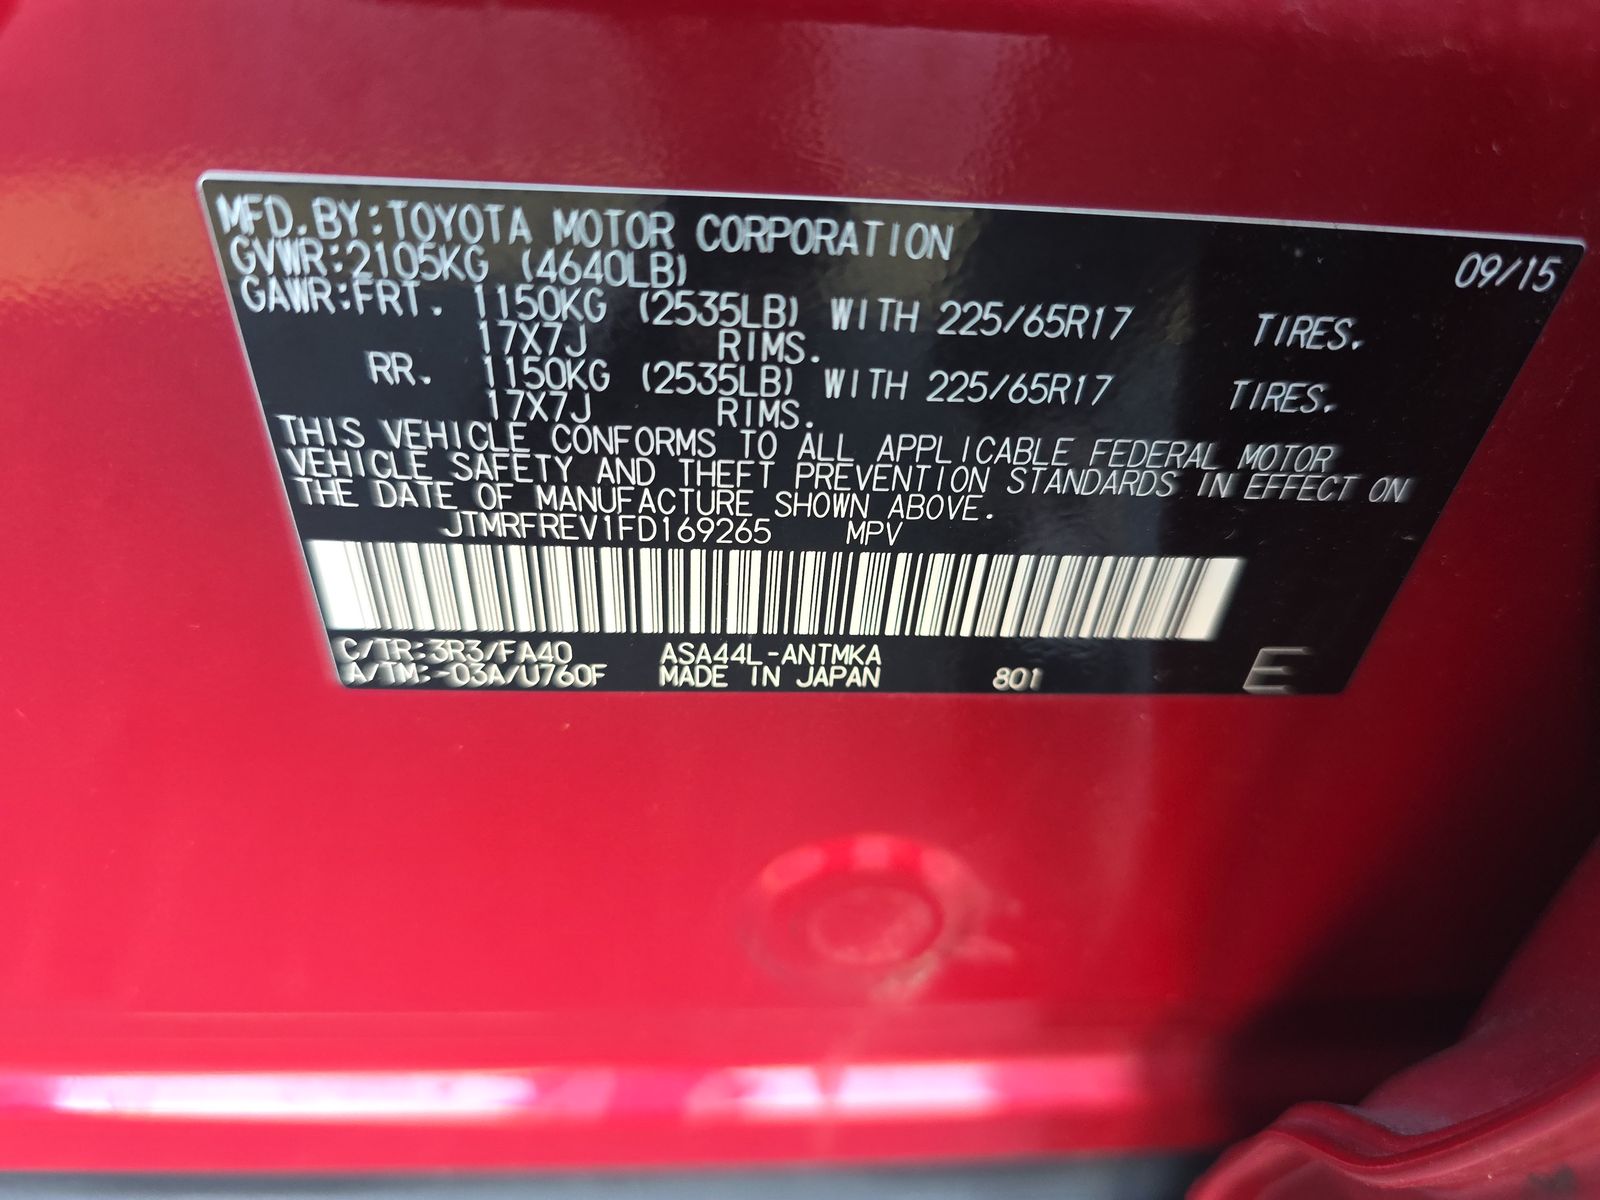 MFD.BY:TOYOTA MOTOR CORPORATION 09/15
GVWR:2105KG (4640LB)
GAWR:FRT. 1150KG (2535LB) WITH 225/65R17 TIRES.
17X7J RIMS.
RR. 1150KG (2535LB) WITH 225/65R17 TIRES.
17X7J RIMS.
THIS VEHICLE CONFORMS TO ALL APPLICABLE FEDERAL MOTOR
VEHICLE SAFETY AND THEFT PREVENTION STANDARDS IN EFFECT ON
THE DATE OF MANUFACTURE SHOWN ABOVE.
JTMRFREV1FD169265 MPV
C/TR:3R3/FA40 ASA44L-ANTMKA
A/TM:-03A/U760F MADE IN JAPAN 801 E